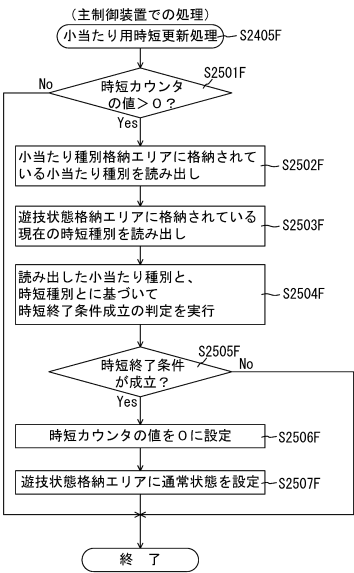 （主制御装置での処理）
小当たり用時短更新処理
S2405F
S2501F
時短カウンタ
の値＞０？
No
Yes
小当たり種別格納エリアに格納されて
いる小当たり種別を読み出し
S2502F
遊技状態格納エリアに格納されている
現在の時短種別を読み出し
S2503F
読み出した小当たり種別と、
時短種別とに基づいて
時短終了条件成立の判定を実行
S2504F
S2505F
時短終了条件
が成立？
No
Yes
時短カウンタの値を０に設定
S2506F
遊技状態格納エリアに通常状態を設定
S2507F
終　了